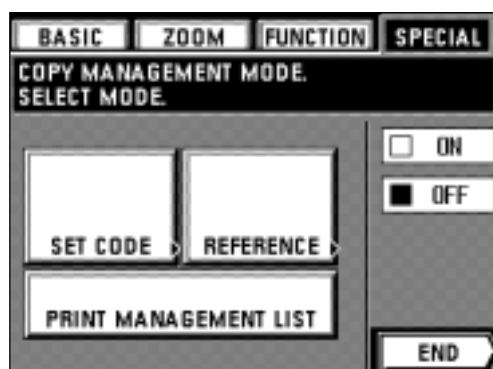 BASIC ZOOM FUNCTION SPECIAL
COPY MANAGEMENT MODE.
SELECT MODE.
ON
OFF
SET CODE REFERENCE
PRINT MANAGEMENT LIST
END